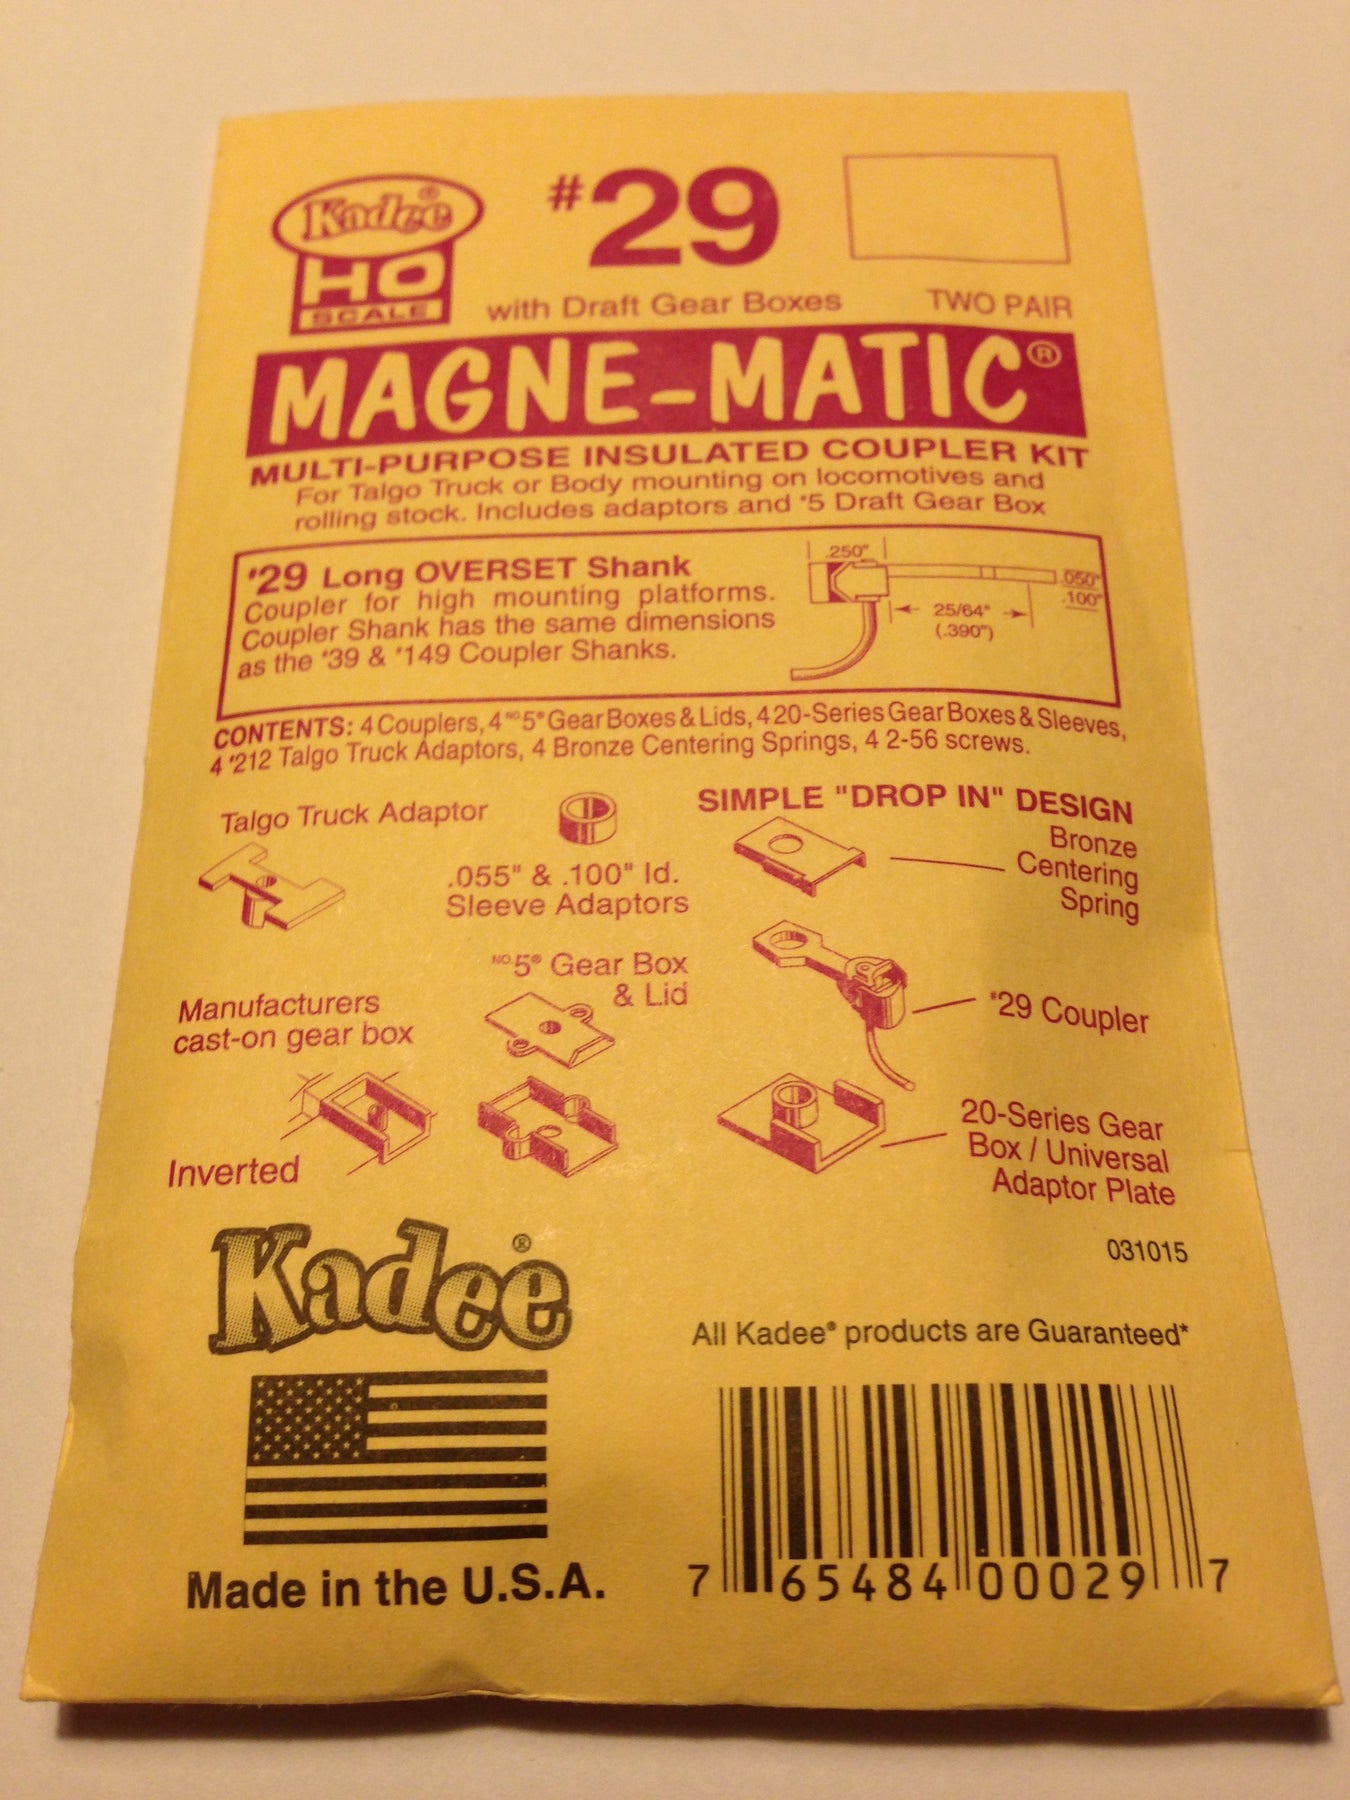 Kadee®
HO
SCALE
#29
with Draft Gear Boxes
TWO PAIR
MAGNE-MATIC®
MULTI-PURPOSE INSULATED COUPLER KIT
For Talgo Truck or Body mounting on locomotives and
rolling stock. Includes adaptors and #5 Draft Gear Box
#29 Long OVERSET Shank
Coupler for high mounting platforms.
Coupler Shank has the same dimensions
as the #39 & #149 Coupler Shanks.
.250"
.050"
.100"
25/64"
(.390")
CONTENTS: 4 Couplers, 4 NO.5® Gear Boxes & Lids, 4 20-Series Gear Boxes & Sleeves,
4 #212 Talgo Truck Adaptors, 4 Bronze Centering Springs, 4 2-56 screws.
Talgo Truck Adaptor
.055" & .100" Id.
Sleeve Adaptors
NO.5® Gear Box
& Lid
Manufacturers
cast-on gear box
Inverted
SIMPLE "DROP IN" DESIGN
Bronze
Centering
Spring
#29 Coupler
20-Series Gear
Box / Universal
Adaptor Plate
031015
Kadee®
All Kadee® products are Guaranteed*
Made in the U.S.A.
7 65484 00029 7